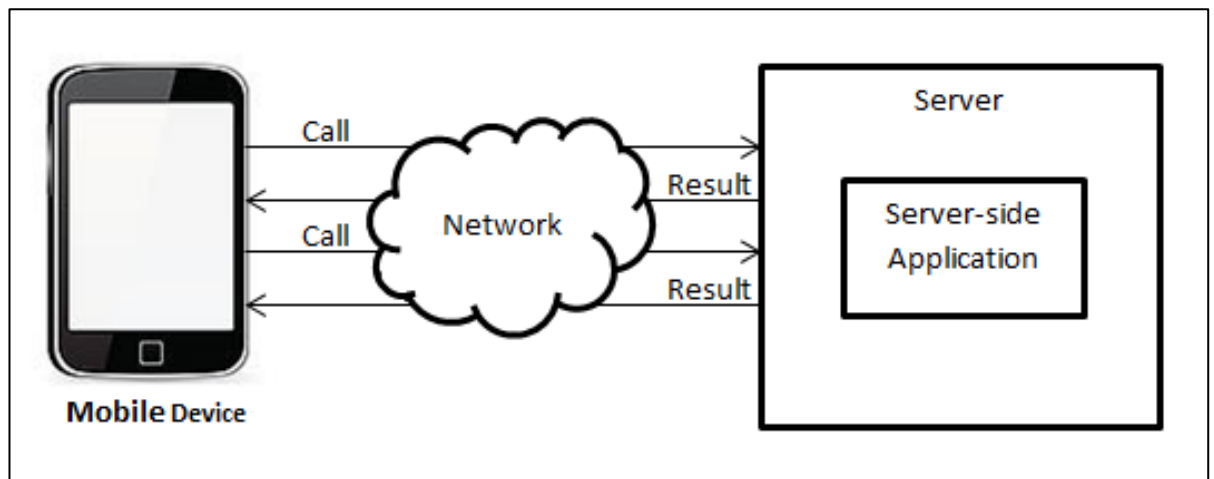 Server
Call
Result
Server-side
Application
Network
Call
Result
Mobile Device